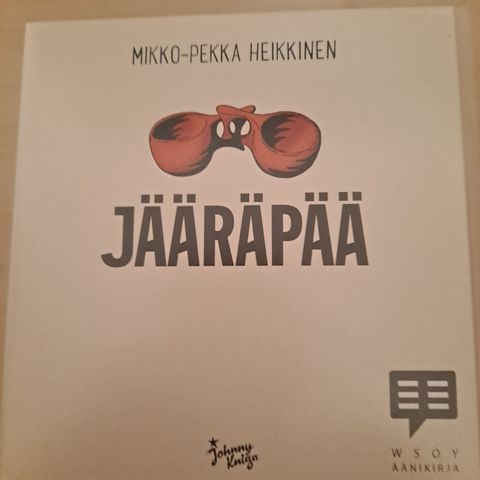 MIKKO-PEKKA HEIKKINEN
JÄÄRÄPÄÄ
Johnny
Kniga
WSOY
ÄÄNIKIRJA